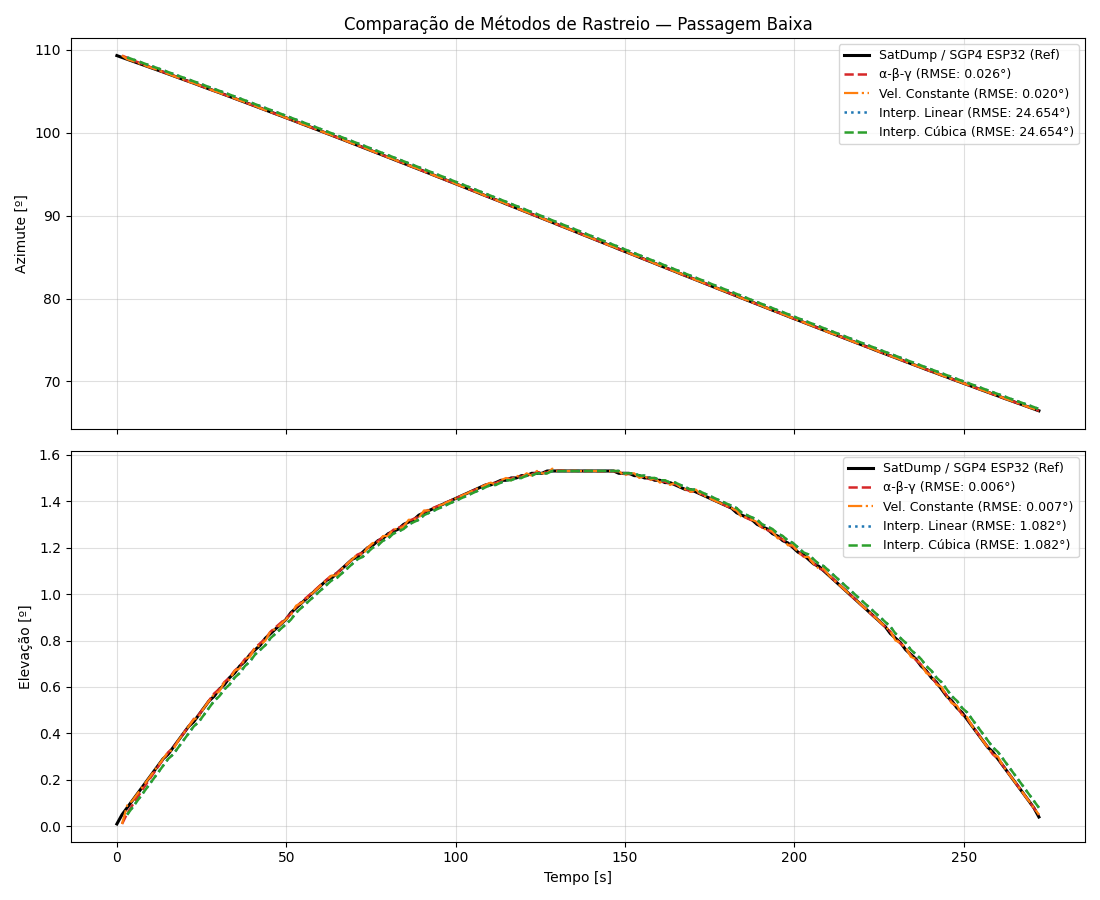 Comparação de Métodos de Rastreio — Passagem Baixa
110
100
90
80
70
Azimute [º]
SatDump / SGP4 ESP32 (Ref)
α-β-γ (RMSE: 0.026°)
Vel. Constante (RMSE: 0.020°)
Interp. Linear (RMSE: 24.654°)
Interp. Cúbica (RMSE: 24.654°)
1.6
1.4
1.2
1.0
0.8
0.6
0.4
0.2
0.0
Elevação [º]
SatDump / SGP4 ESP32 (Ref)
α-β-γ (RMSE: 0.006°)
Vel. Constante (RMSE: 0.007°)
Interp. Linear (RMSE: 1.082°)
Interp. Cúbica (RMSE: 1.082°)
0 50 100 150 200 250
Tempo [s]